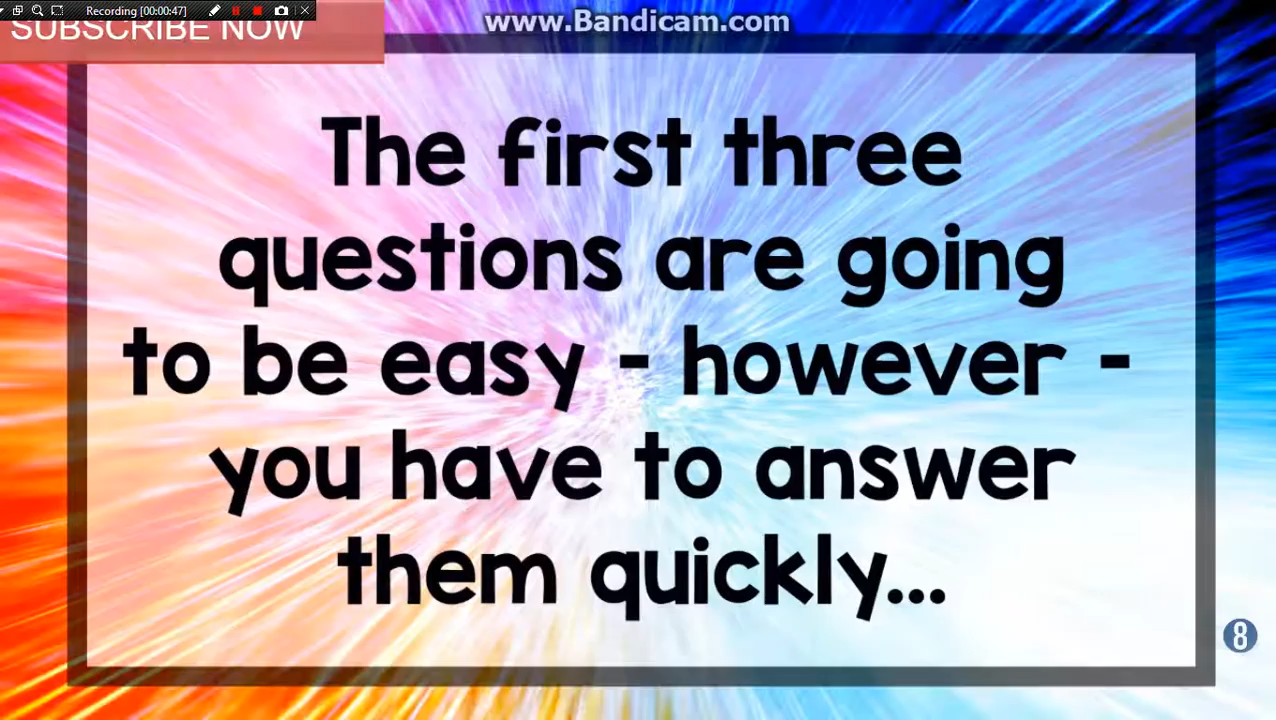 Recording [00:00:47]
www.Bandicam.com
SUBSCRIBE NOW
The first three
questions are going
to be easy - however -
you have to answer
them quickly...
8